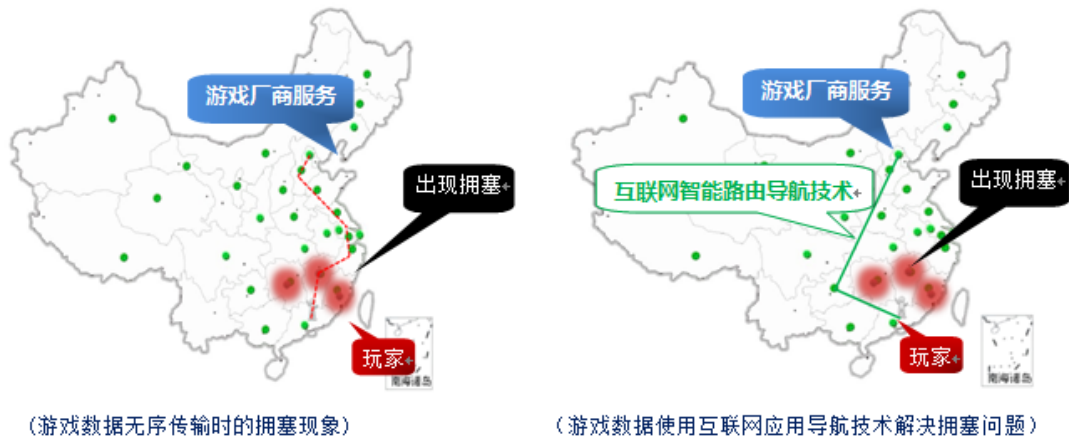 游戏厂商服务
出现拥塞
玩家
南海诸岛
(游戏数据无序传输时的拥塞现象)
游戏厂商服务
互联网智能路由导航技术
出现拥塞
玩家
南海诸岛
(游戏数据使用互联网应用导航技术解决拥塞问题)